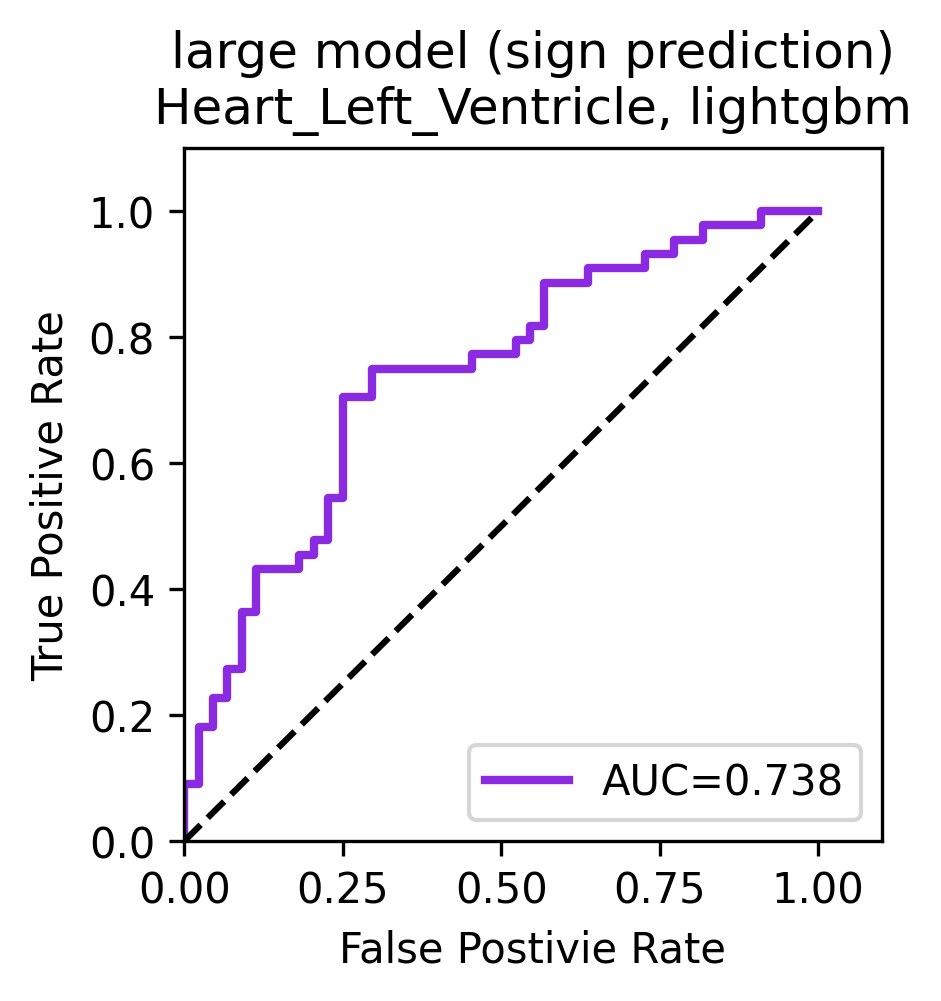 large model (sign prediction)
Heart_Left_Ventricle, lightgbm
1.0
0.8
0.6
0.4
0.2
0.0
True Positive Rate
AUC=0.738
0.00 0.25 0.50 0.75 1.00
False Postivie Rate